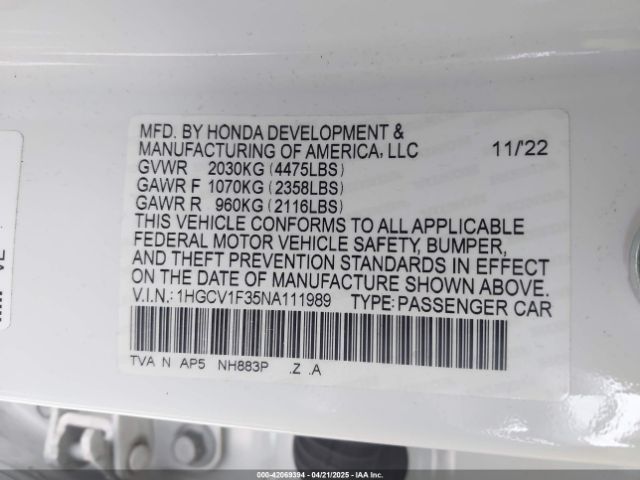 MFD. BY HONDA DEVELOPMENT &
MANUFACTURING OF AMERICA, LLC 11/'22
GVWR 2030KG (4475LBS)
GAWR F 1070KG (2358LBS)
GAWR R 960KG (2116LBS)
THIS VEHICLE CONFORMS TO ALL APPLICABLE
FEDERAL MOTOR VEHICLE SAFETY, BUMPER,
AND THEFT PREVENTION STANDARDS IN EFFECT
ON THE DATE OF MANUFACTURE SHOWN ABOVE.
V.I.N.: 1HGCV1F35NA111989 TYPE: PASSENGER CAR
TVA N AP5 NH883P .Z .A
000-42069394 - 04/21/2025 - IAAI.COM